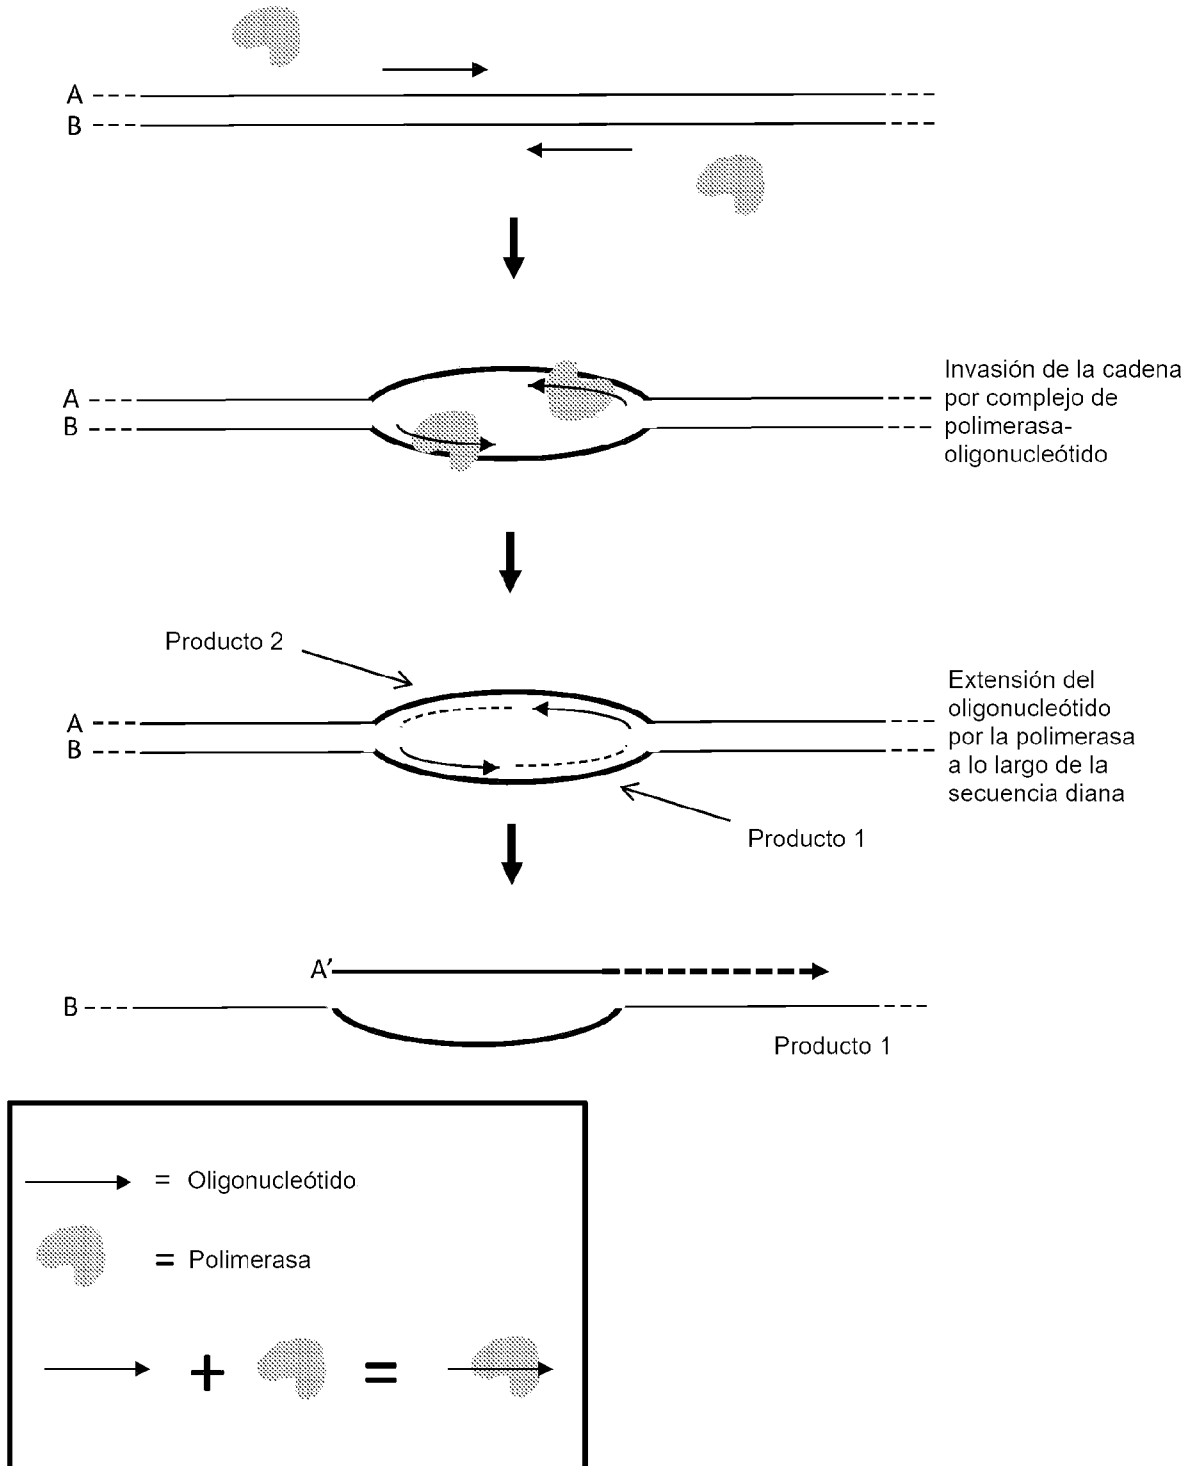 A
B
A
B
Invasión de la cadena
por complejo de
polimerasa-
oligonucleótido
Producto 2
A
B
Extensión del
oligonucleótido
por la polimerasa
a lo largo de la
secuencia diana
Producto 1
A’
B
Producto 1
= Oligonucleótido
= Polimerasa
+ =